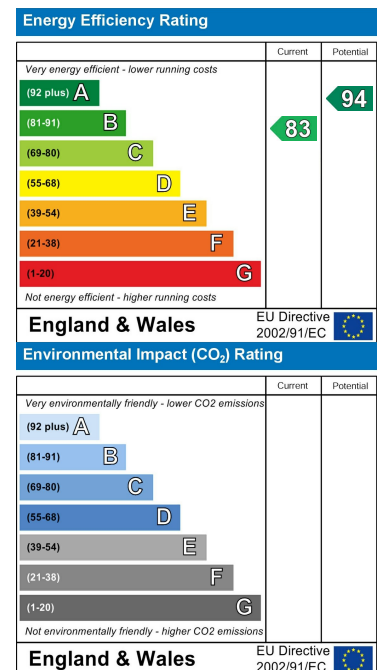 Energy Efficiency Rating
Current Potential
Very energy efficient - lower running costs
(92 plus) A
94
(81-91) B
83
(69-80) C
(55-68) D
(39-54) E
(21-38) F
(1-20) G
Not energy efficient - higher running costs
England & Wales
EU Directive
2002/91/EC
Environmental Impact (CO₂) Rating
Current Potential
Very environmentally friendly - lower CO2 emissions
(92 plus) A
(81-91) B
(69-80) C
(55-68) D
(39-54) E
(21-38) F
(1-20) G
Not environmentally friendly - higher CO2 emissions
England & Wales
EU Directive
2002/91/EC